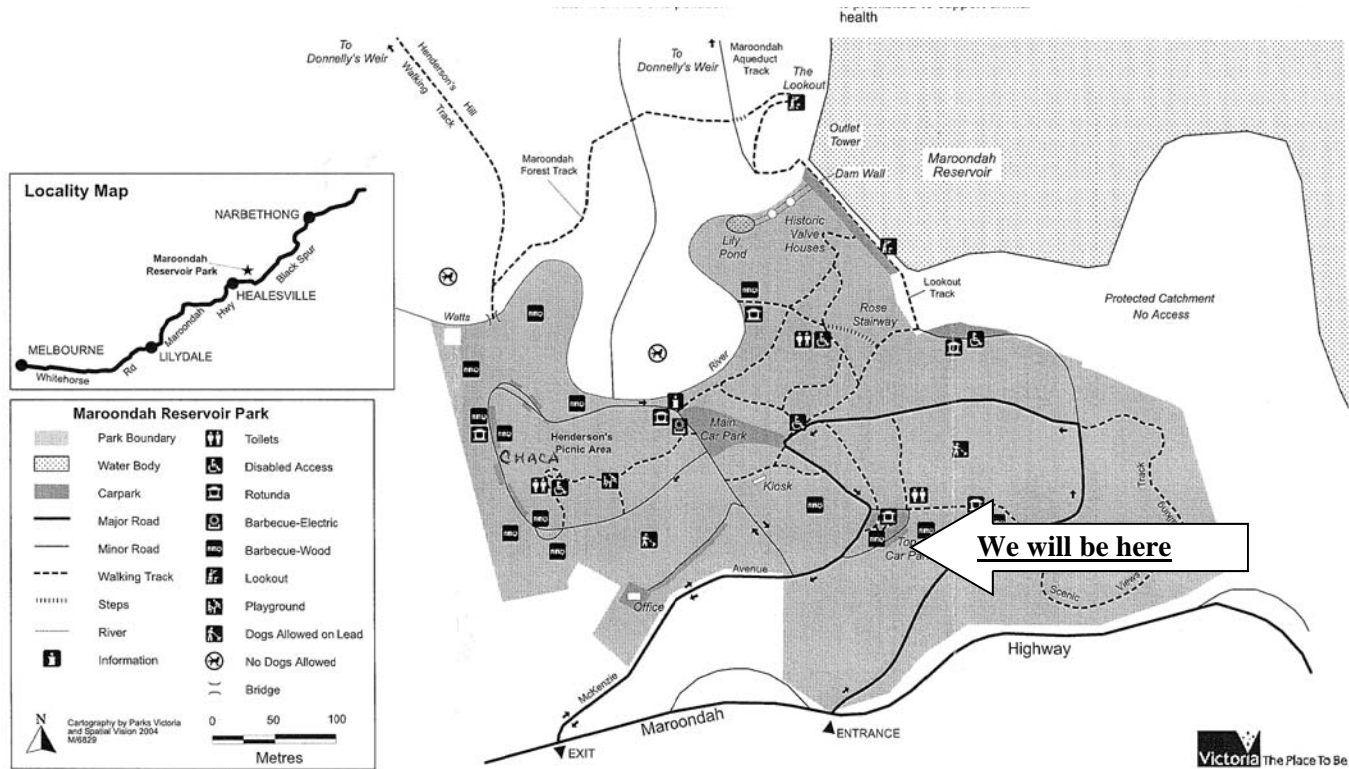 health
To
Donnelly's Weir
Henderson's
Hill
Walking
Track
To
Donnelly's Weir
Maroondah
Aqueduct
Track
The
Lookout
Outlet
Tower
Maroondah
Reservoir
Dam Wall
Maroondah
Forest Track
Lily
Pond
Historic
Valve
Houses
Lookout
Track
Protected Catchment
No Access
Rose
Stairway
Watts
River
Main
Car Park
Henderson's
Picnic Area
CHACA
Kiosk
Top
Car Park
We will be here
Track
Scenic
Views
Avenue
Office
McKenzie
Highway
Maroondah
ENTRANCE
EXIT
Locality Map
NARBETHONG
Maroondah
Reservoir Park
Black Spur
HEALESVILLE
Maroondah
Hwy
MELBOURNE
LILYDALE
Whitehorse
Rd
Maroondah Reservoir Park
Park Boundary
Toilets
Water Body
Disabled Access
Carpark
Rotunda
Major Road
Barbecue-Electric
Minor Road
Barbecue-Wood
Walking Track
Lookout
Steps
Playground
River
Dogs Allowed on Lead
Information
No Dogs Allowed
Bridge
N
Cartography by Parks Victoria
and Spatial Vision 2004
M/6829
0 50 100
Metres
Victoria The Place To Be